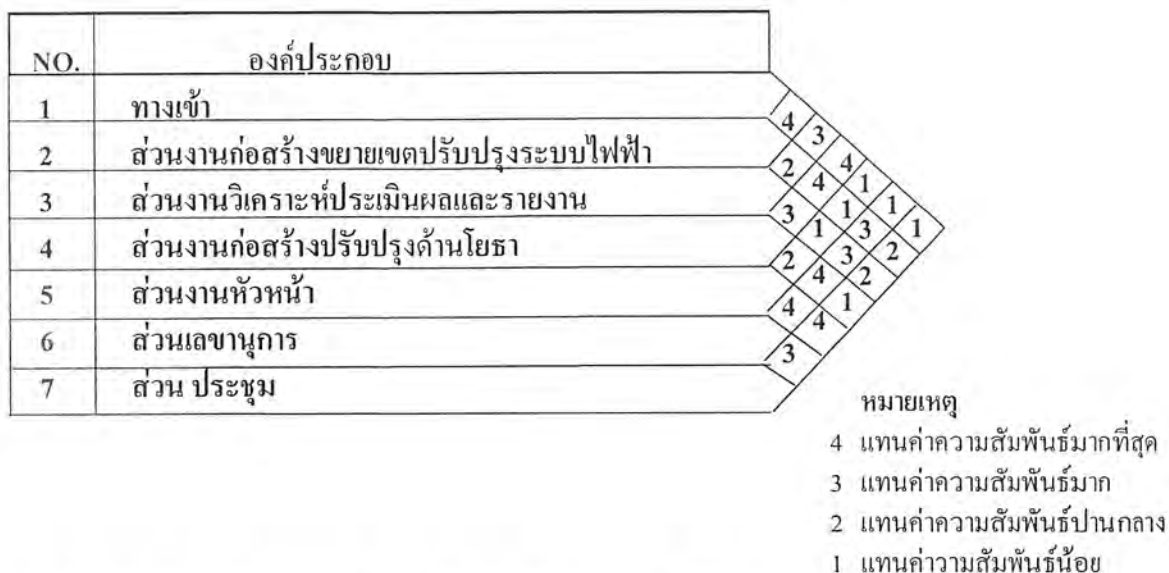 NO. องค์ประกอบ
1 ทางเข้า
2 ส่วนงานก่อสร้างขยายเขตปรับปรุงระบบไฟฟ้า
3 ส่วนงานวิเคราะห์ประเมินผลและรายงาน
4 ส่วนงานก่อสร้างปรับปรุงด้านโยธา
5 ส่วนงานหัวหน้า
6 ส่วนเลขานุการ
7 ส่วน ประชุม
4 3 4 1 1 1
2 4 1 3 2
3 1 3 2
2 4 1
4 4
3
หมายเหตุ
4 แทนค่าความสัมพันธ์มากที่สุด
3 แทนค่าความสัมพันธ์มาก
2 แทนค่าความสัมพันธ์ปานกลาง
1 แทนค่าวามสัมพันธ์น้อย